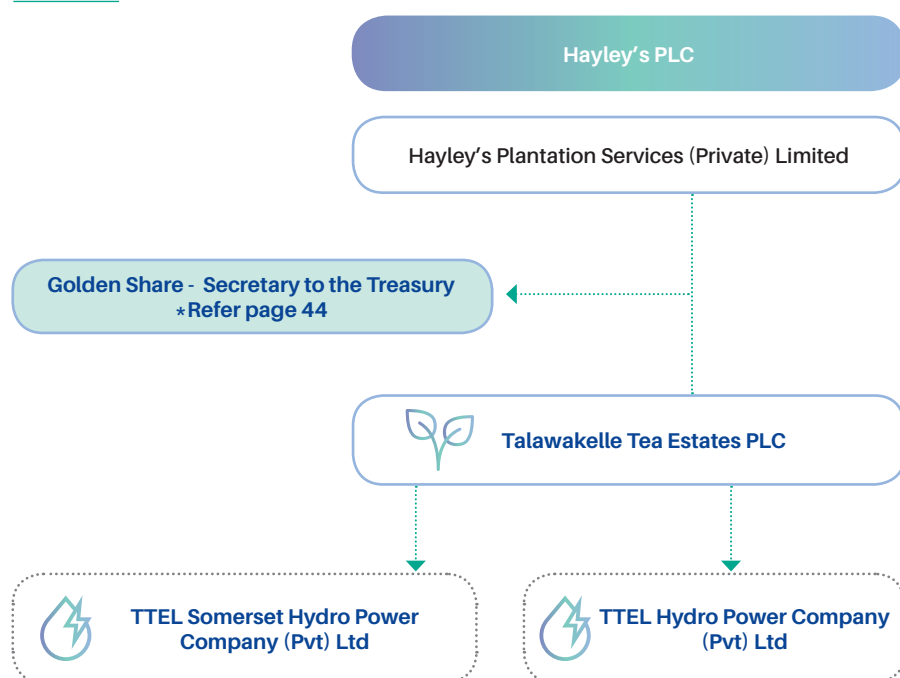 Hayley's PLC
Hayley's Plantation Services (Private) Limited
Golden Share - Secretary to the Treasury
*Refer page 44
Talawakelle Tea Estates PLC
TTEL Somerset Hydro Power
Company (Pvt) Ltd
TTEL Hydro Power Company
(Pvt) Ltd